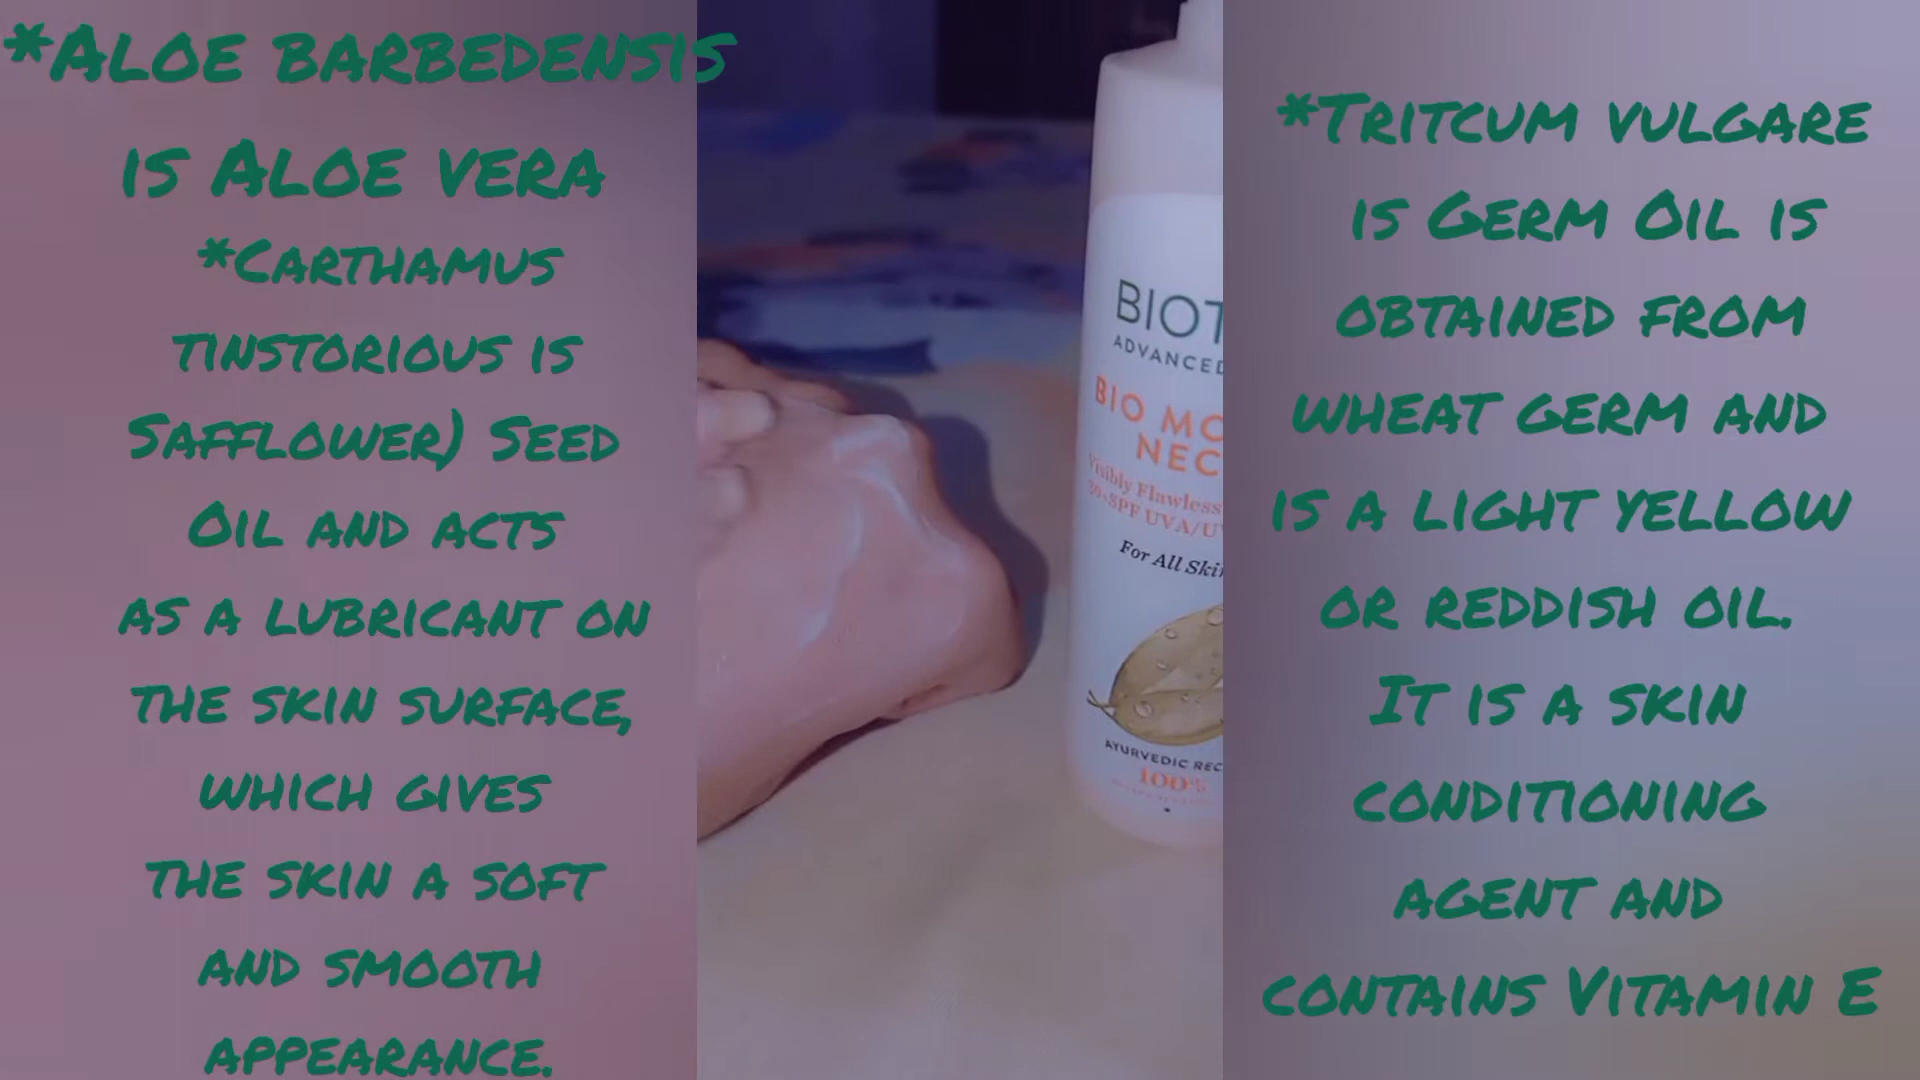 *Aloe barbedensis
is Aloe vera
*Carthamus
tinstorious is
Safflower) Seed
Oil and acts
as a lubricant on
the skin surface,
which gives
the skin a soft
and smooth
appearance.
BIOT
ADVANCED
BIO MO
NEC
Visibly Flawless
30+SPF UVA/U
For All Ski
AYURVEDIC REC
100%
*Tritcum vulgare
is Germ Oil is
obtained from
wheat germ and
is a light yellow
or reddish oil.
It is a skin
conditioning
agent and
contains Vitamin E